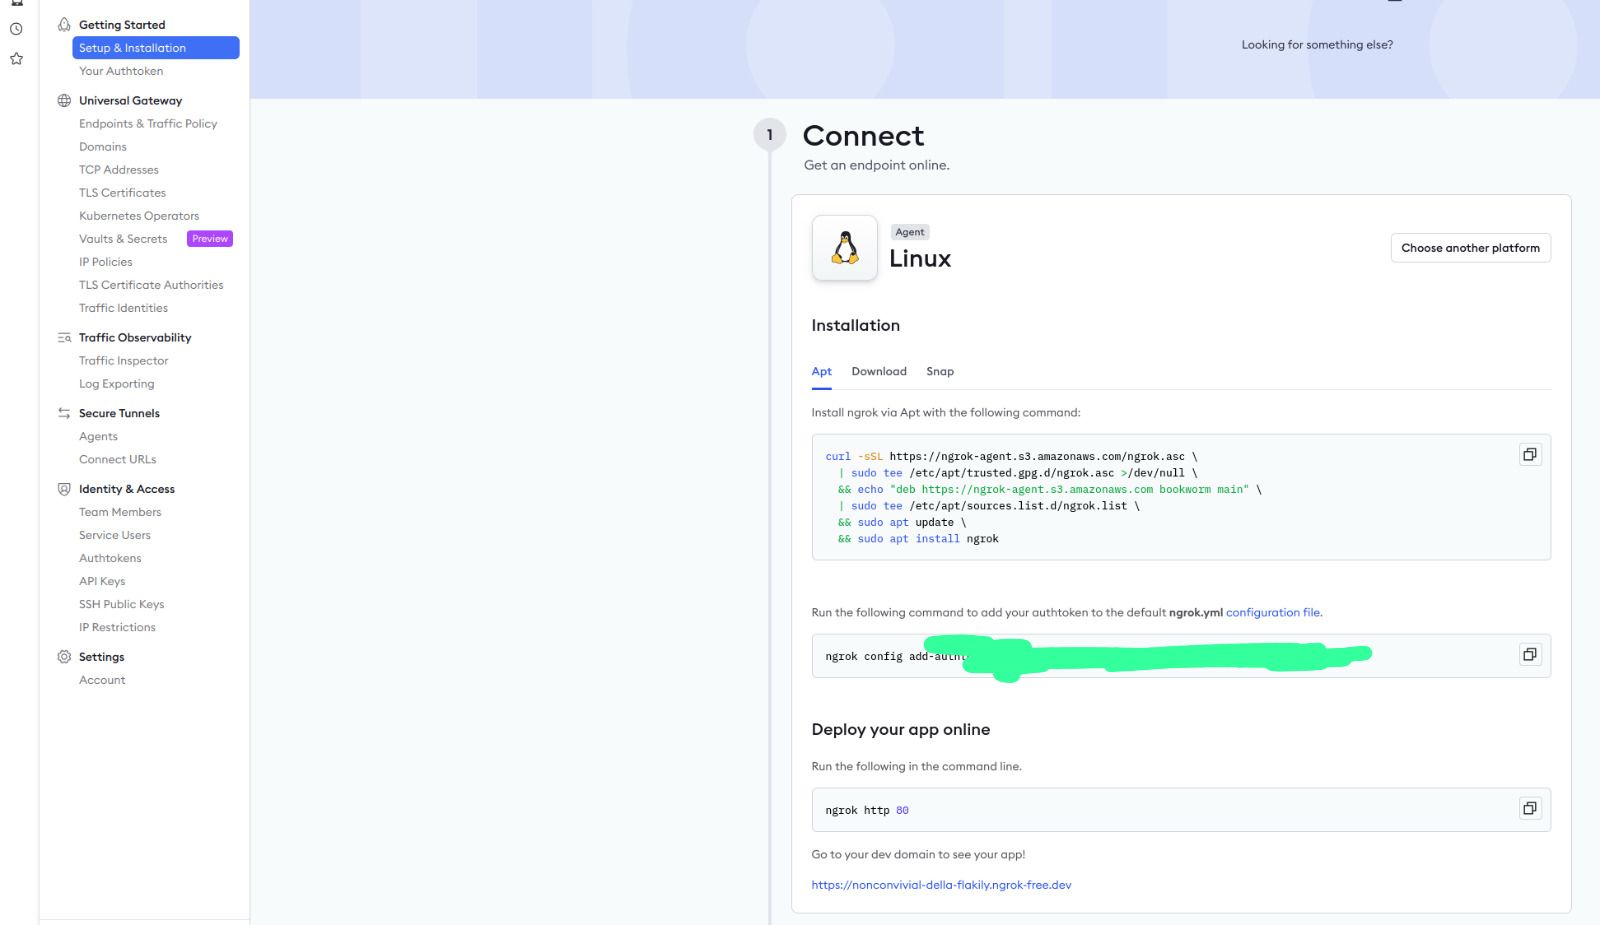 Getting Started
Setup & Installation
Your Authtoken
Universal Gateway
Endpoints & Traffic Policy
Domains
TCP Addresses
TLS Certificates
Kubernetes Operators
Vaults & Secrets Preview
IP Policies
TLS Certificate Authorities
Traffic Identities
Traffic Observability
Traffic Inspector
Log Exporting
Secure Tunnels
Agents
Connect URLs
Identity & Access
Team Members
Service Users
Authtokens
API Keys
SSH Public Keys
IP Restrictions
Settings
Account
Looking for something else?
1 Connect
Get an endpoint online.
Agent
Linux
Choose another platform
Installation
Apt Download Snap
Install ngrok via Apt with the following command:
curl -sSL https://ngrok-agent.s3.amazonaws.com/ngrok.asc \
| sudo tee /etc/apt/trusted.gpg.d/ngrok.asc >/dev/null \
&& echo "deb https://ngrok-agent.s3.amazonaws.com bookworm main" \
| sudo tee /etc/apt/sources.list.d/ngrok.list \
&& sudo apt update \
&& sudo apt install ngrok
Run the following command to add your authtoken to the default ngrok.yml configuration file.
ngrok config
Deploy your app online
Run the following in the command line.
ngrok http 80
Go to your dev domain to see your app!
https://nonconvivial-della-flakily.ngrok-free.dev